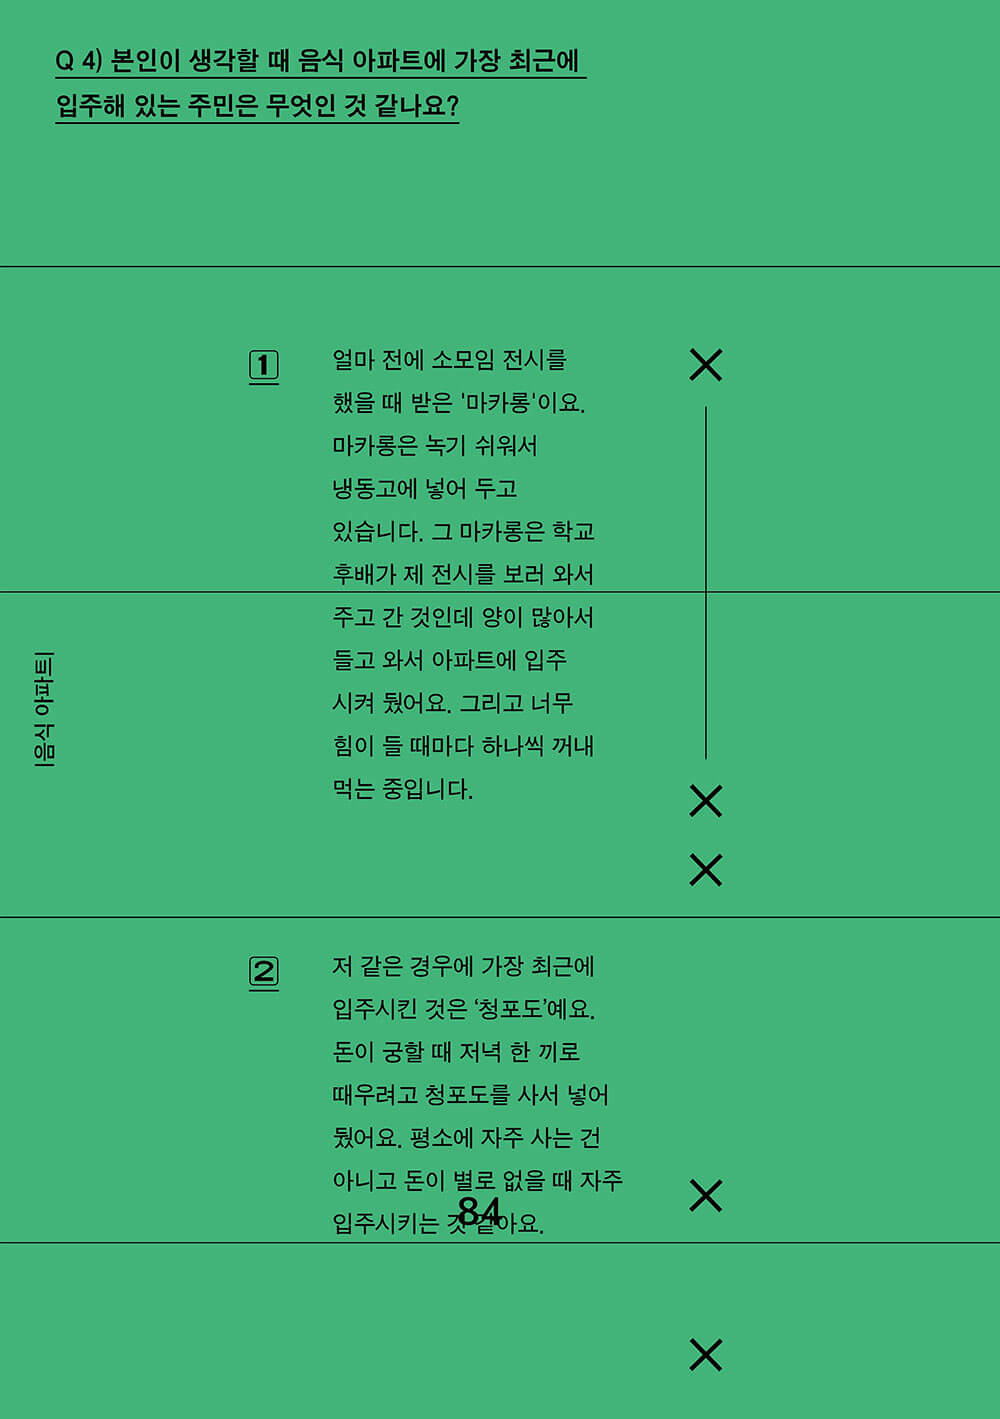 Q 4) 본인이 생각할 때 음식 아파트에 가장 최근에
입주해 있는 주민은 무엇인 것 같나요?
1
얼마 전에 소모임 전시를
했을 때 받은 '마카롱'이요.
마카롱은 녹기 쉬워서
냉동고에 넣어 두고
있습니다. 그 마카롱은 학교
후배가 제 전시를 보러 와서
주고 간 것인데 양이 많아서
들고 와서 아파트에 입주
시켜 뒀어요. 그리고 너무
힘이 들 때마다 하나씩 꺼내
먹는 중입니다.
|음식 아파트|
2
저 같은 경우에 가장 최근에
입주시킨 것은 ‘청포도’예요.
돈이 궁할 때 저녁 한 끼로
때우려고 청포도를 사서 넣어
뒀어요. 평소에 자주 사는 건
아니고 돈이 별로 없을 때 자주
입주시키는 것 같아요.
84